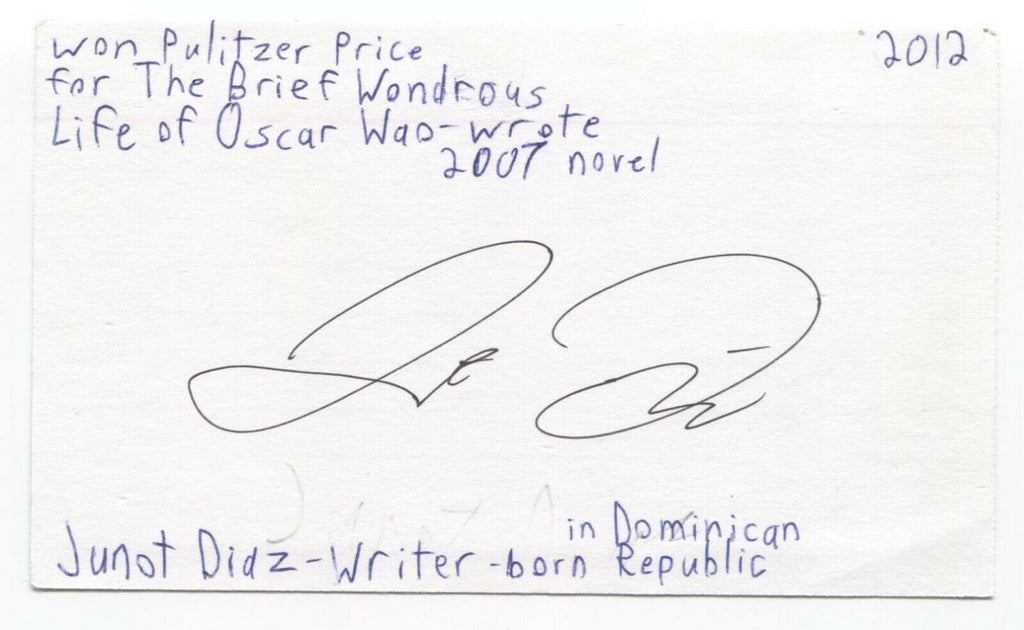 won Pulitzer Price
2012
for The Brief Wondrous
Life of Oscar Wao-wrote
2007 novel
in Dominican
Junot Diaz-Writer-born Republic